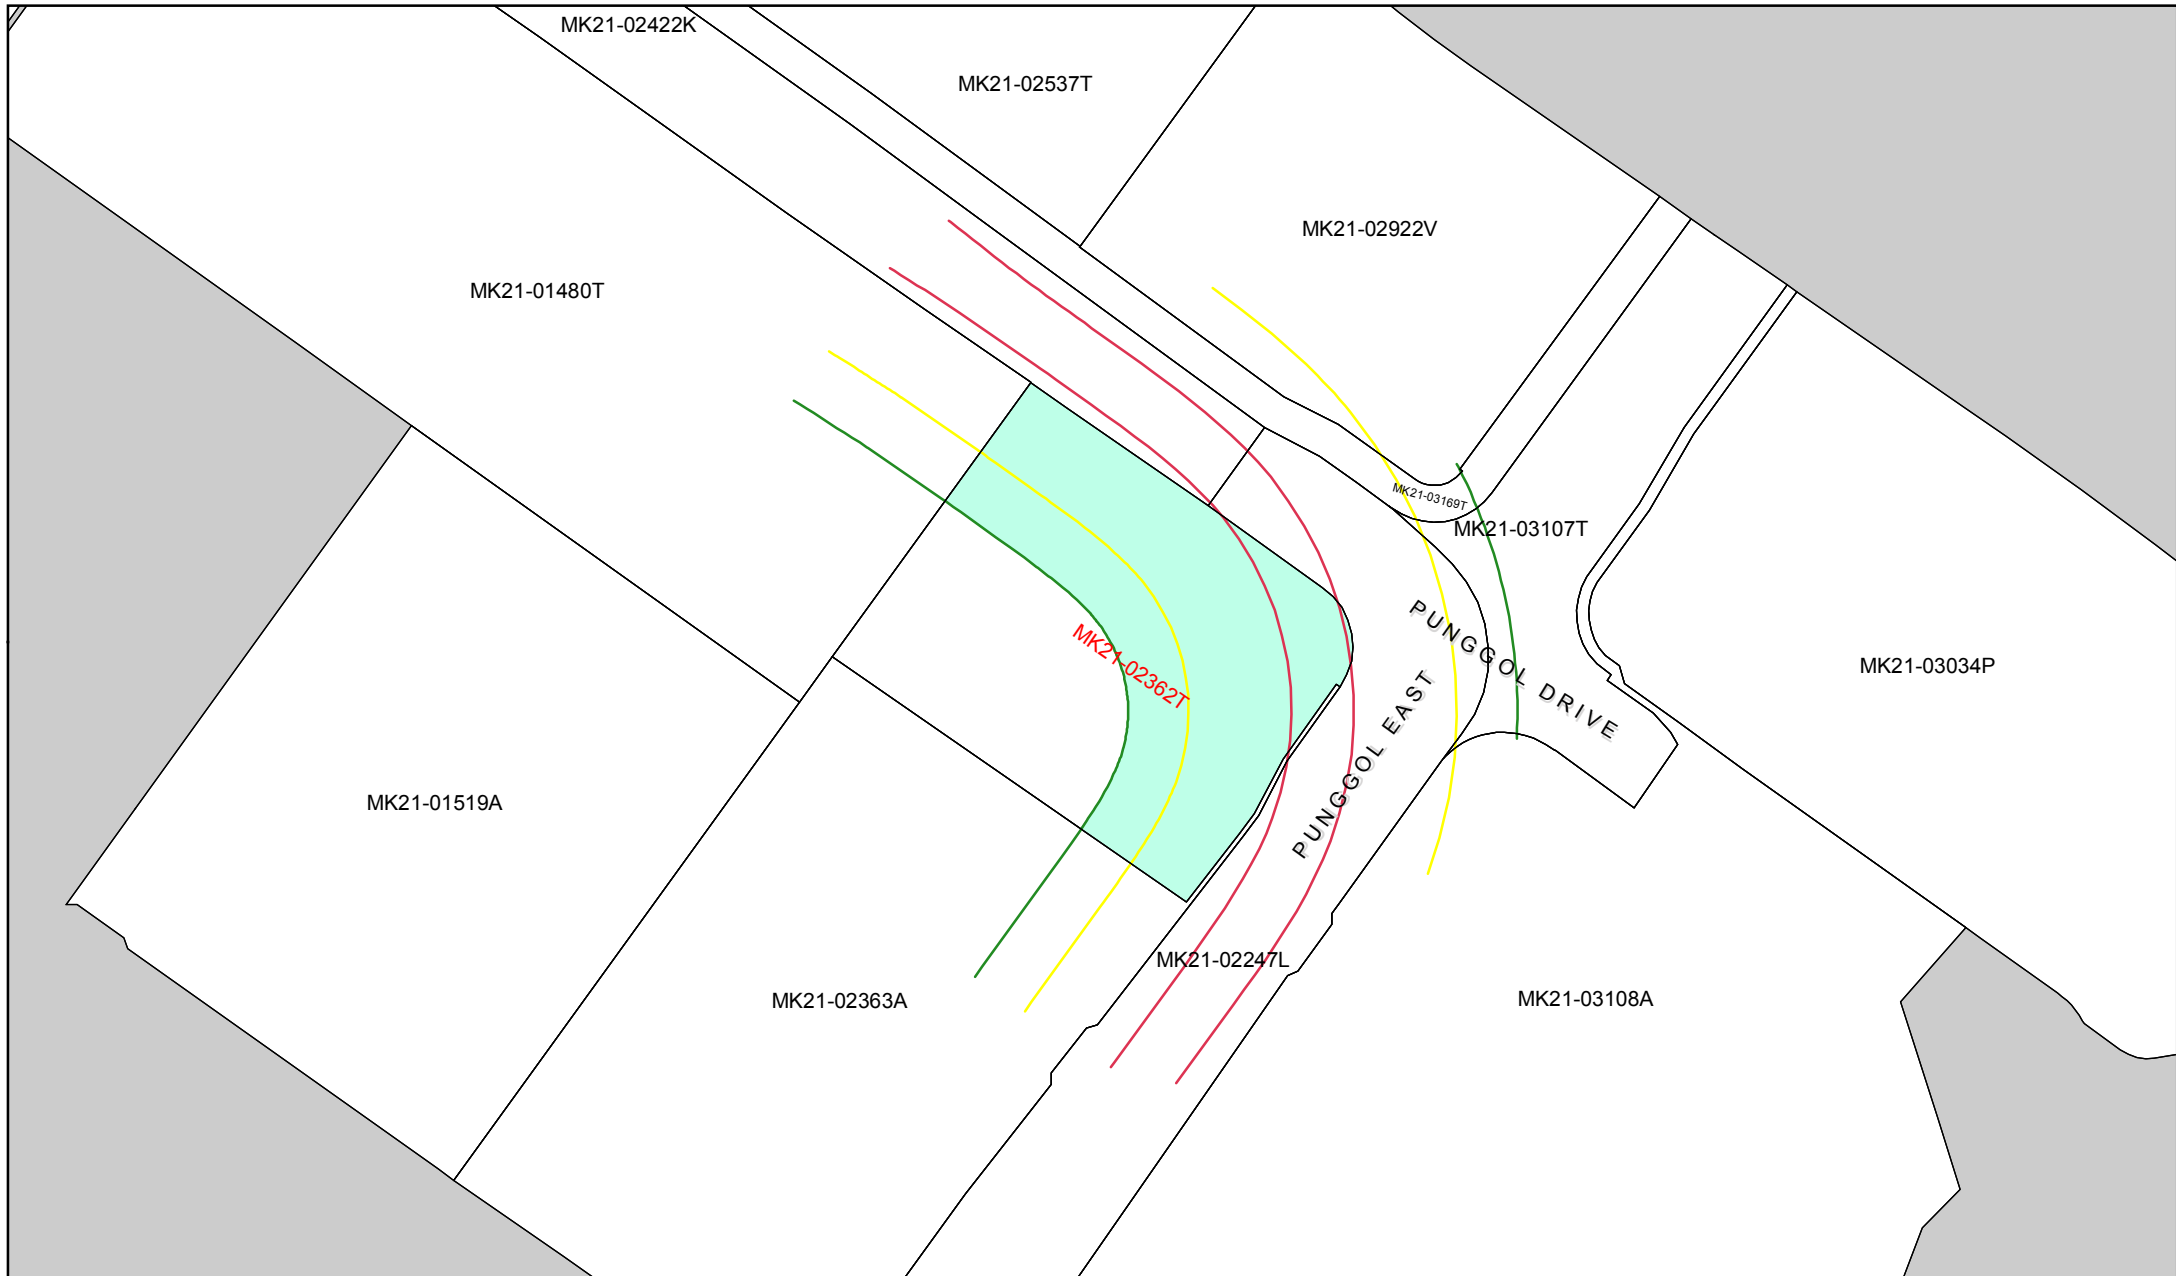 MK21-02422K
MK21-02537T
MK21-02922V
MK21-01480T
MK21-03169T
MK21-03107T
PUNGGOL DRIVE
MK21-02362T
MK21-03034P
PUNGGOL EAST
MK21-01519A
MK21-02247L
MK21-02363A
MK21-03108A